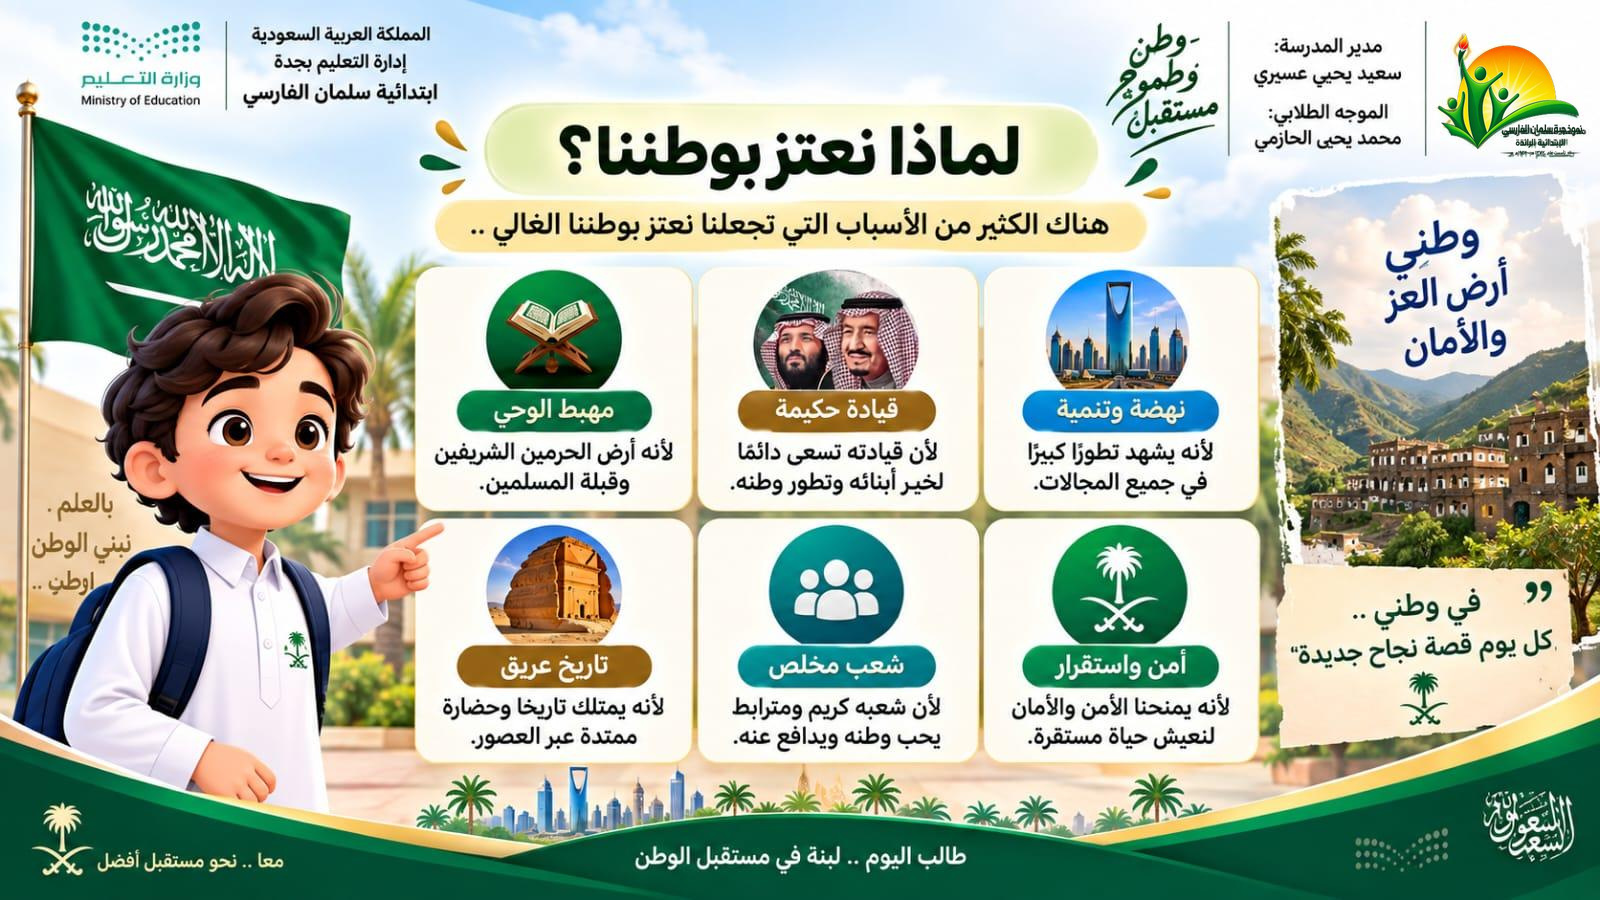 وزارة التعليم
Ministry of Education
المملكة العربية السعودية
إدارة التعليم بجدة
ابتدائية سلمان الفارسي
وطن
وطموح
مستقبل
مدير المدرسة:
سعيد يحيي عسيري
الموجه الطلابي:
محمد يحيى الحازمي
نموذجية سلمان الفارسي
الإبتدائية الرائدة
لماذا نعتز بوطننا؟
هناك الكثير من الأسباب التي تجعلنا نعتز بوطننا الغالي ..
لا إله إلا الله محمد رسول الله
نهضة وتنمية
لأنه يشهد تطورًا كبيرًا
في جميع المجالات.
قيادة حكيمة
لأن قيادته تسعى دائمًا
لخير أبنائه وتطور وطنه.
مهبط الوحي
لأنه أرض الحرمين الشريفين
وقبلة المسلمين.
أمن واستقرار
لأنه يمنحنا الأمن والأمان
لنعيش حياة مستقرة.
شعب مخلص
لأن شعبه كريم ومترابط
يحب وطنه ويدافع عنه.
تاريخ عريق
لأنه يمتلك تاريخا وحضارة
ممتدة عبر العصور.
وطني
أرض العز
والأمان
” في وطني ..
كل يوم قصة نجاح جديدة“
بالعلم .
نبني الوطن
معا .. نحو مستقبل أفضل
طالب اليوم .. لبنة في مستقبل الوطن